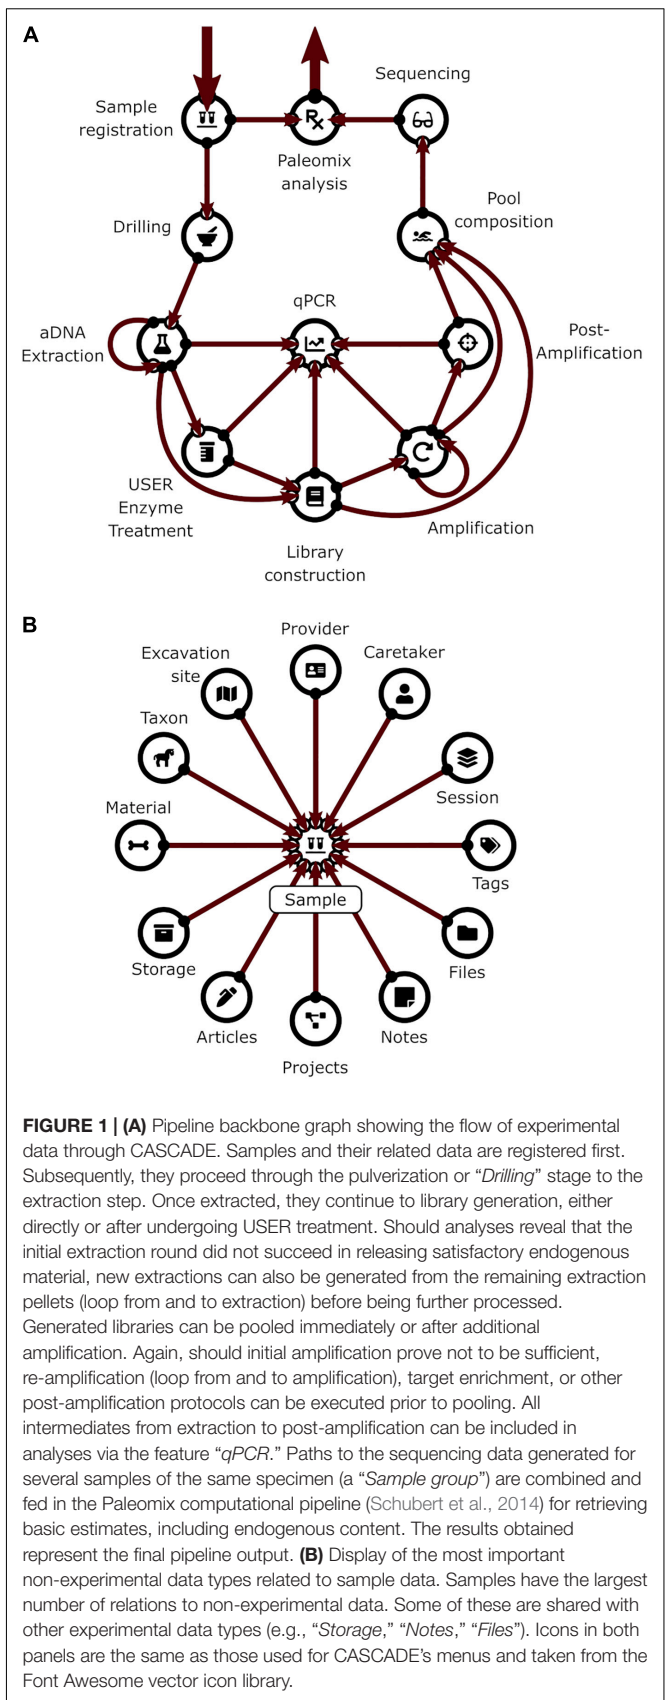 A
Sequencing
Sample
registration
Paleomix
analysis
Pool
composition
Drilling
qPCR
aDNA
Extraction
Post-
Amplification
USER
Enzyme
Treatment
Amplification
Library
construction
B
Provider
Excavation
site
Caretaker
Taxon
Session
Material
Tags
Sample
Storage
Files
Articles
Notes
Projects
FIGURE 1 | (A) Pipeline backbone graph showing the flow of experimental
data through CASCADE. Samples and their related data are registered first.
Subsequently, they proceed through the pulverization or “Drilling” stage to the
extraction step. Once extracted, they continue to library generation, either
directly or after undergoing USER treatment. Should analyses reveal that the
initial extraction round did not succeed in releasing satisfactory endogenous
material, new extractions can also be generated from the remaining extraction
pellets (loop from and to extraction) before being further processed.
Generated libraries can be pooled immediately or after additional
amplification. Again, should initial amplification prove not to be sufficient,
re-amplification (loop from and to amplification), target enrichment, or other
post-amplification protocols can be executed prior to pooling. All
intermediates from extraction to post-amplification can be included in
analyses via the feature “qPCR.” Paths to the sequencing data generated for
several samples of the same specimen (a “Sample group”) are combined and
fed in the Paleomix computational pipeline (Schubert et al., 2014) for retrieving
basic estimates, including endogenous content. The results obtained
represent the final pipeline output. (B) Display of the most important
non-experimental data types related to sample data. Samples have the largest
number of relations to non-experimental data. Some of these are shared with
other experimental data types (e.g., “Storage,” “Notes,” “Files”). Icons in both
panels are the same as those used for CASCADE’s menus and taken from the
Font Awesome vector icon library.